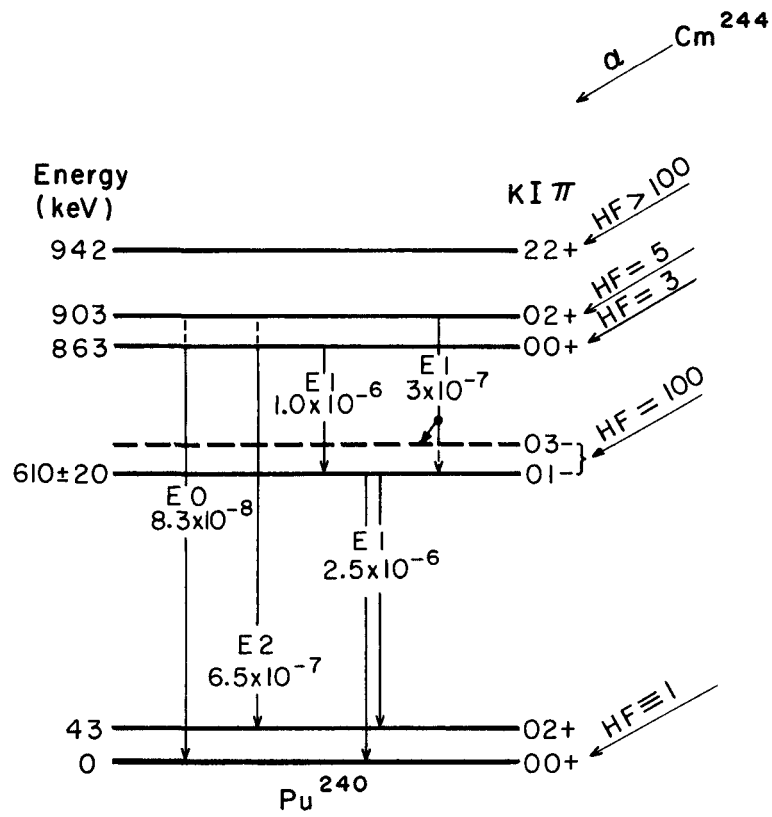 Cm²⁴⁴
α
Energy
(keV)
K I π
HF > 100
942
22+
HF = 5
903
02+
HF = 3
863
00+
E1
1.0x10⁻⁶
E1
3x10⁻⁷
HF = 100
03-
610±20
01-
E0
8.3x10⁻⁸
E1
2.5x10⁻⁶
E2
6.5x10⁻⁷
HF≡1
43
02+
0
00+
Pu²⁴⁰